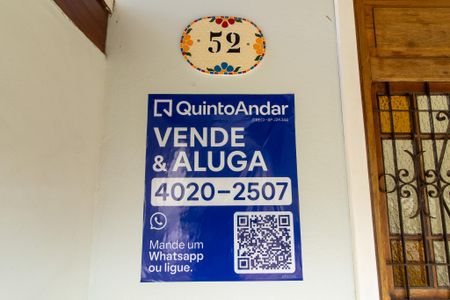 52
QuintoAndar
VENDE
& ALUGA
4020-2507
Mande um
Whatsapp
ou ligue.